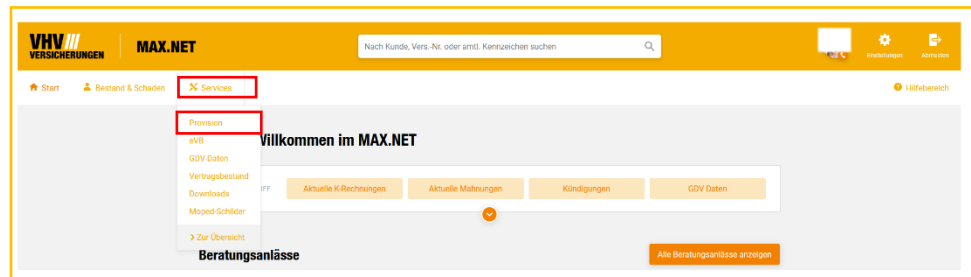 VHV ///
VERSICHERUNGEN
MAX.NET
Nach Kunde, Vers.-Nr. oder amtl. Kennzeichen suchen
Einstellungen
Abmelden
Start
Bestand & Schaden
Services
Hilfebereich
Provision
eVB
GDV-Daten
Vertragsbestand
Downloads
Moped Schilder
> Zur Übersicht
Willkommen im MAX.NET
IFF
Aktuelle K-Rechnungen
Aktuelle Mahnungen
Kündigungen
GDV Daten
Beratungsanlässe
Alle Beratungsanlässe anzeigen